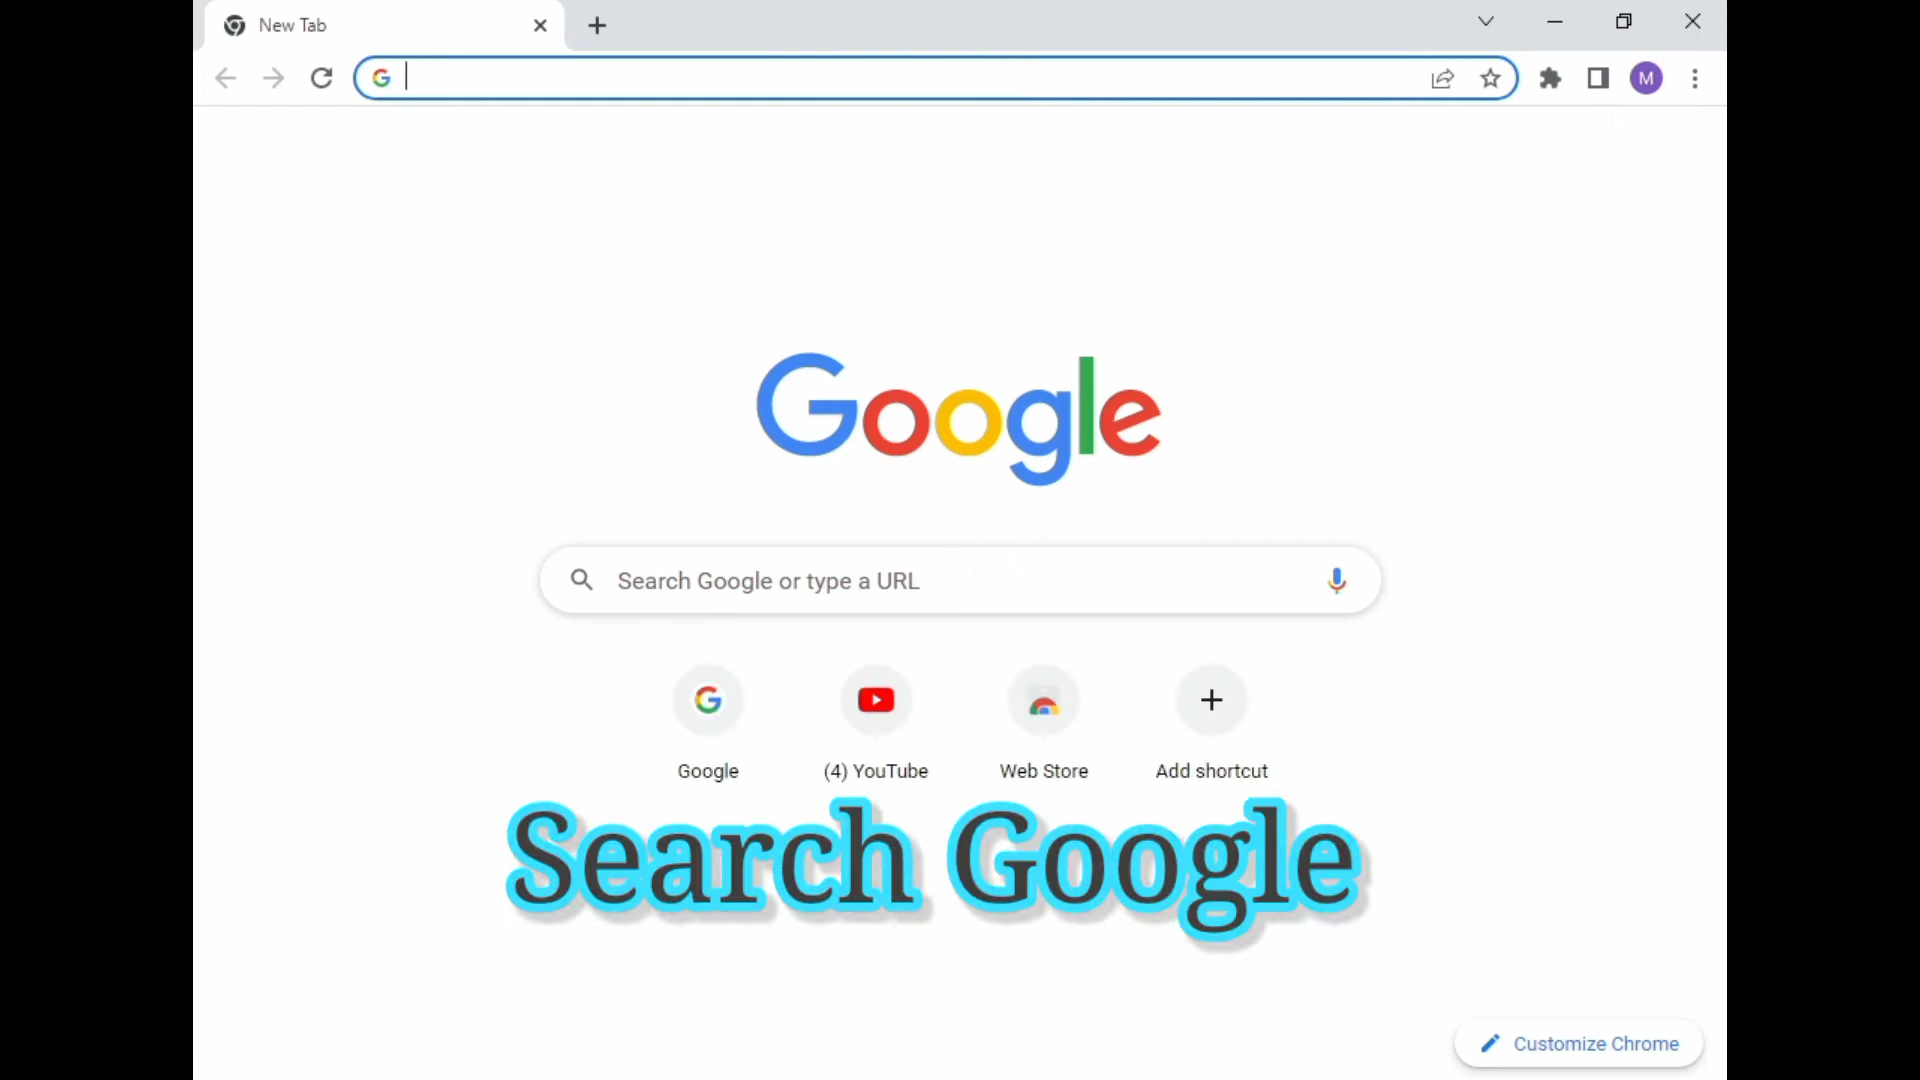 New Tab
M
Google
Search Google or type a URL
Google
(4) YouTube
Web Store
Add shortcut
Search Google
Customize Chrome